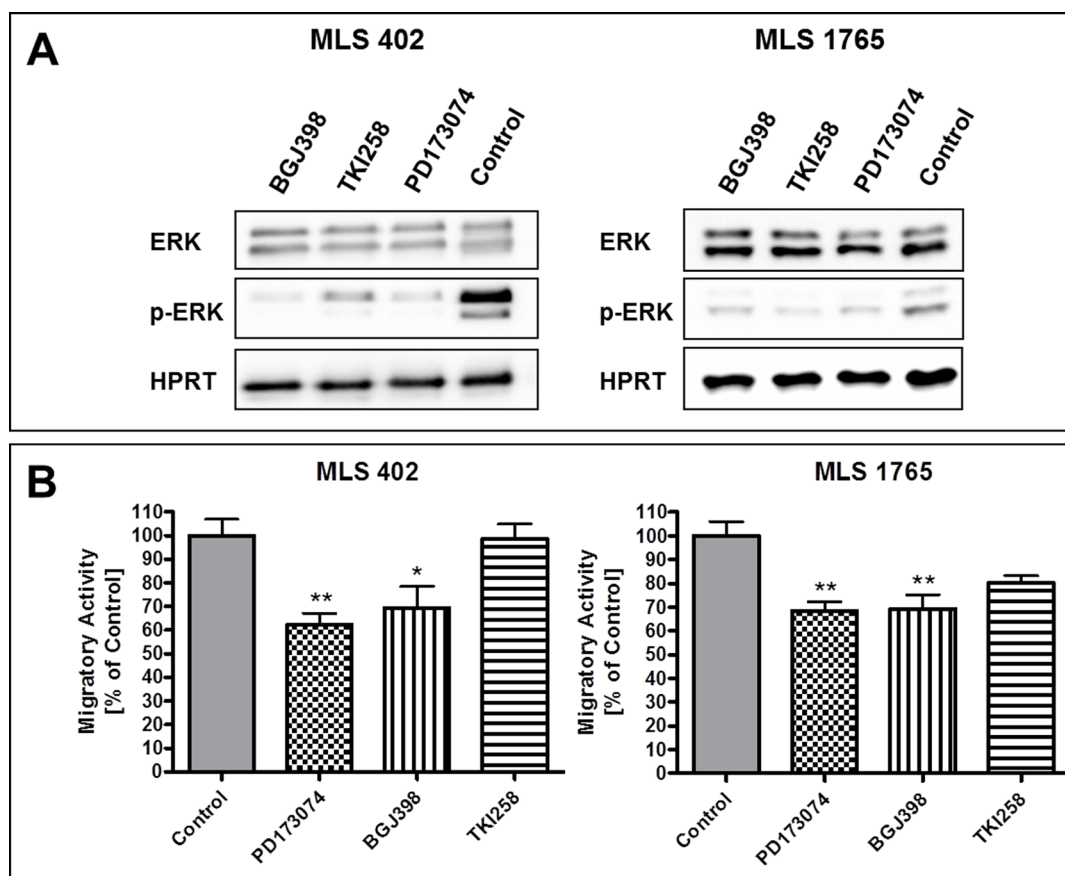 A
MLS 402
MLS 1765
BGJ398
TKI258
PD173074
Control
BGJ398
TKI258
PD173074
Control
ERK
p-ERK
HPRT
ERK
p-ERK
HPRT
B
MLS 402
Migratory Activity
[% of Control]
110
100
90
80
70
60
50
40
30
20
10
0
**
*
Control
PD173074
BGJ398
TKI258
MLS 1765
Migratory Activity
[% of Control]
110
100
90
80
70
60
50
40
30
20
10
0
**
**
Control
PD173074
BGJ398
TKI258